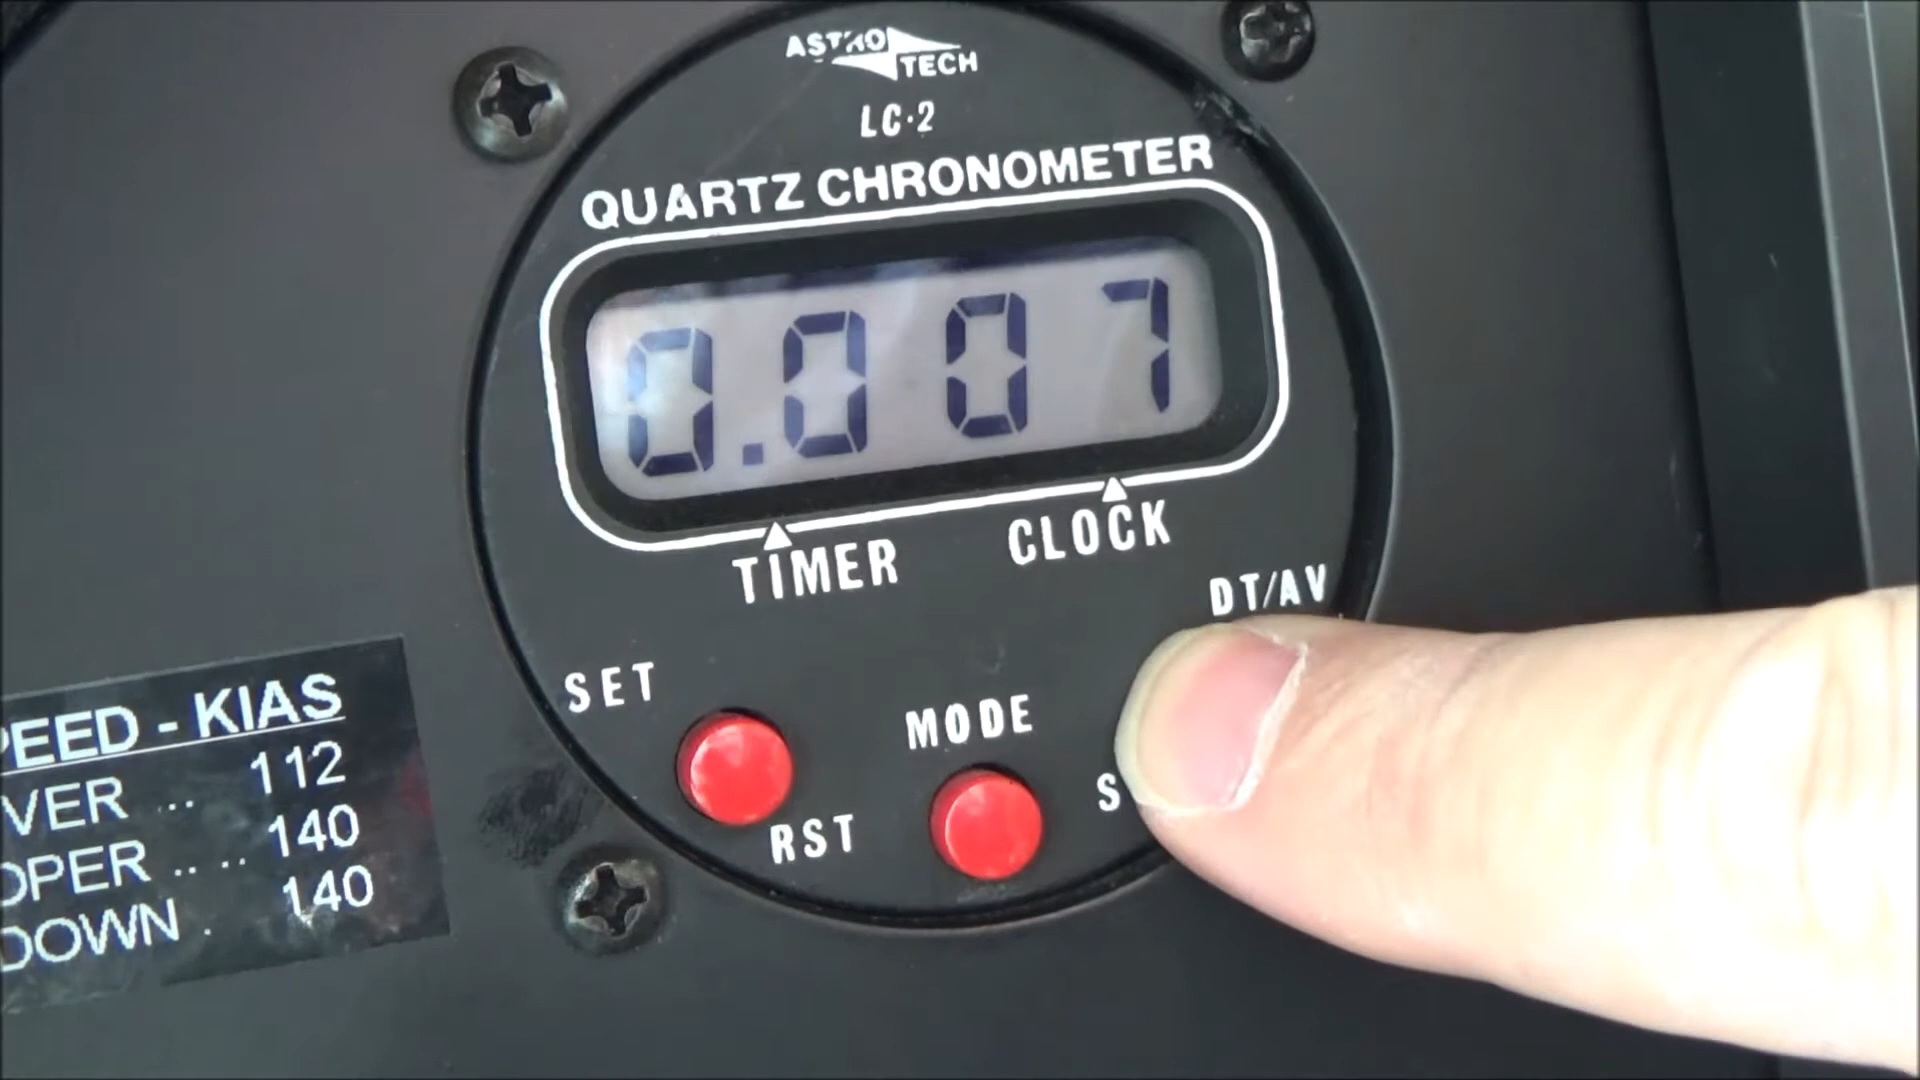 ASTRO
TECH
LC·2
QUARTZ CHRONOMETER
0.007
TIMER
CLOCK
DT/AV
SET
MODE
RST
PEED - KIAS
VER ... 112
OPER .. .. 140
DOWN . 140